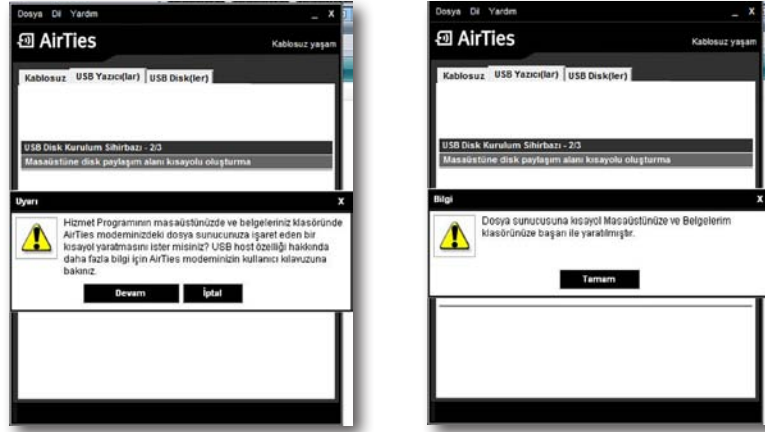 Dosya Dil Yardım _ X
AirTies
Kablosuz yaşam
Kablosuz USB Yazıcı(lar) USB Disk(ler)
USB Disk Kurulum Sihirbazı - 2/3
Masaüstüne disk paylaşım alanı kısayolu oluşturma
Uyarı X
Hizmet Programının masaüstünüzde ve belgeleriniz klasöründe
AirTies modeminizdeki dosya sunucunuza işaret eden bir
kısayol yaratmasını ister misiniz? USB host özelliği hakkında
daha fazla bilgi için AirTies modeminizin kullanıcı kılavuzuna
bakınız.
Devam İptal
Dosya Dil Yardım _ X
AirTies
Kablosuz yaşam
Kablosuz USB Yazıcı(lar) USB Disk(ler)
USB Disk Kurulum Sihirbazı - 2/3
Masaüstüne disk paylaşım alanı kısayolu oluşturma
Bilgi X
Dosya sunucusuna kısayol Masaüstünüze ve Belgelerim
klasörünüze başarı ile yaratılmıştır.
Tamam